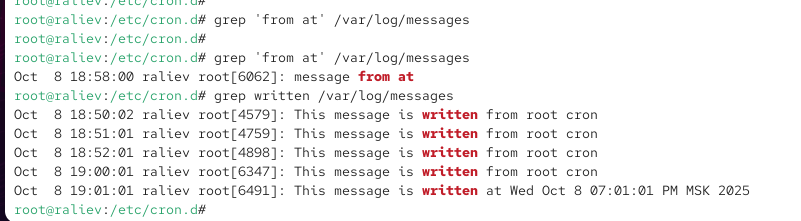 root@raliev:/etc/cron.d#
root@raliev:/etc/cron.d# grep 'from at' /var/log/messages
root@raliev:/etc/cron.d#
root@raliev:/etc/cron.d# grep 'from at' /var/log/messages
Oct  8 18:58:00 raliev root[6062]: message from at
root@raliev:/etc/cron.d# grep written /var/log/messages
Oct  8 18:50:02 raliev root[4579]: This message is written from root cron
Oct  8 18:51:01 raliev root[4759]: This message is written from root cron
Oct  8 18:52:01 raliev root[4898]: This message is written from root cron
Oct  8 19:00:01 raliev root[6347]: This message is written from root cron
Oct  8 19:01:01 raliev root[6491]: This message is written at Wed Oct 8 07:01:01 PM MSK 2025
root@raliev:/etc/cron.d#